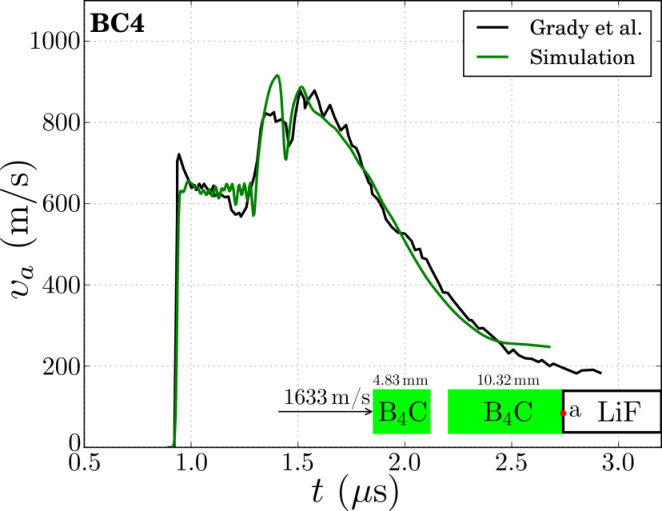 BC4
Grady et al.
Simulation
1000
800
600
400
200
0
v_a (m/s)
4.83 mm
10.32 mm
1633 m/s
B₄C
B₄C
a
LiF
0.5
1.0
1.5
2.0
2.5
3.0
t (μs)